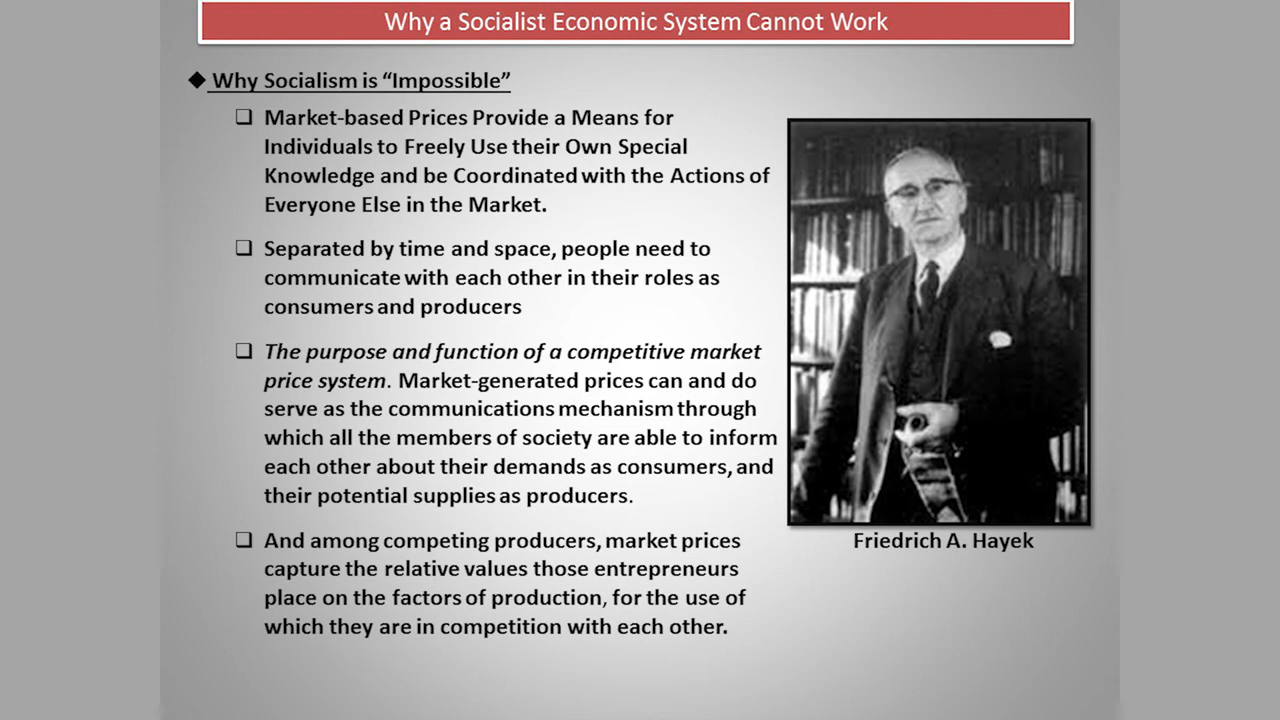 Why a Socialist Economic System Cannot Work
◆ Why Socialism is “Impossible”
❑ Market-based Prices Provide a Means for
Individuals to Freely Use their Own Special
Knowledge and be Coordinated with the Actions of
Everyone Else in the Market.
❑ Separated by time and space, people need to
communicate with each other in their roles as
consumers and producers
❑ The purpose and function of a competitive market
price system. Market-generated prices can and do
serve as the communications mechanism through
which all the members of society are able to inform
each other about their demands as consumers, and
their potential supplies as producers.
❑ And among competing producers, market prices
capture the relative values those entrepreneurs
place on the factors of production, for the use of
which they are in competition with each other.
Friedrich A. Hayek